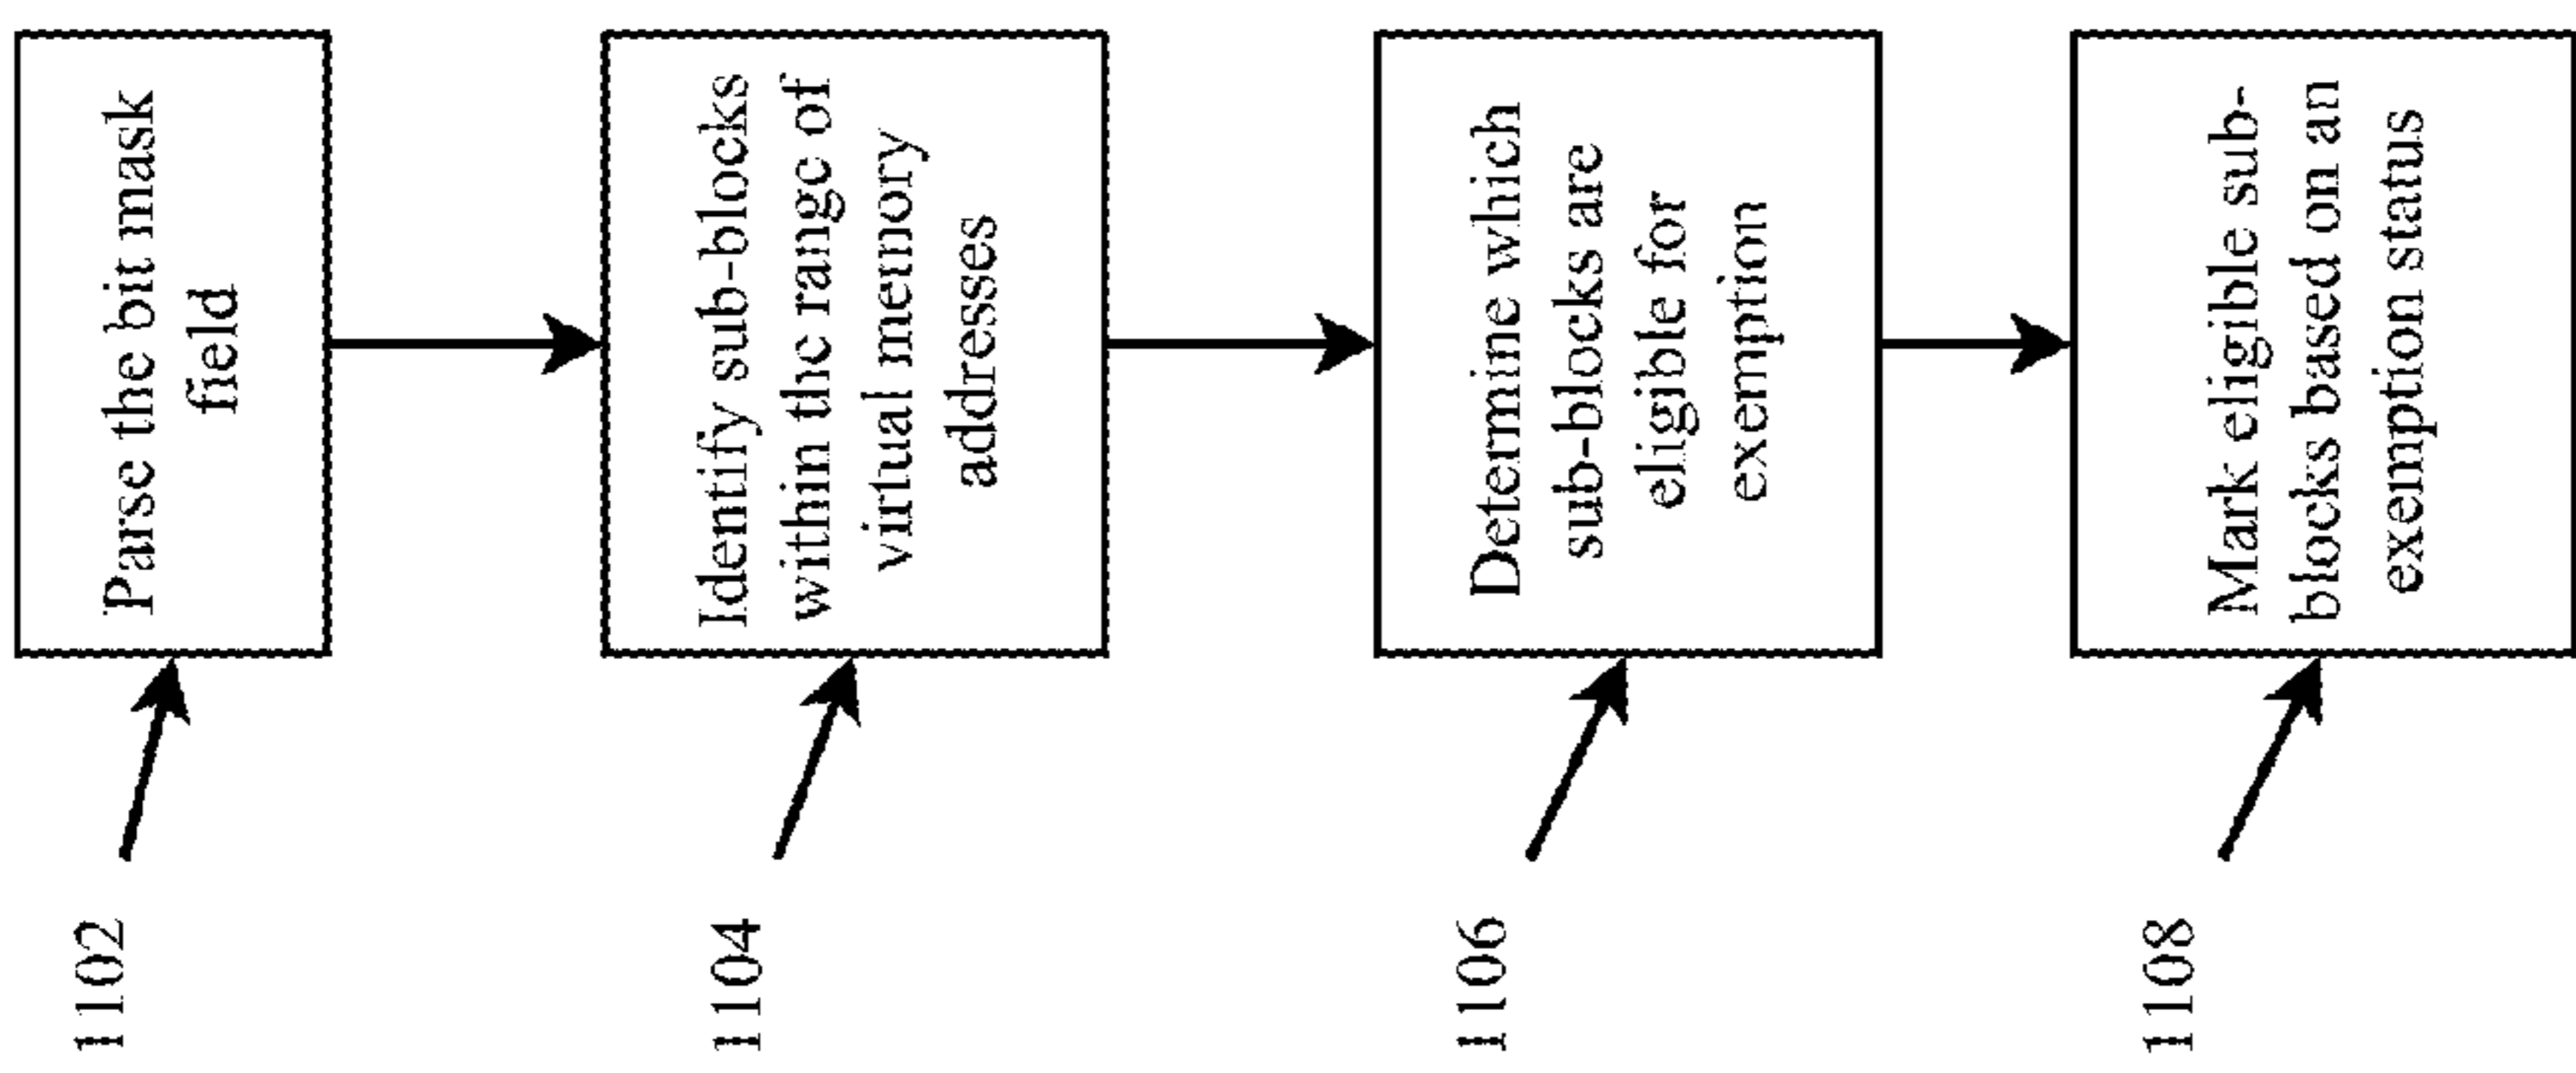 1102
Parse the bit mask
field
1104
Identify sub-blocks
within the range of
virtual memory
addresses
1106
Determine which
sub-blocks are
eligible for
exemption
1108
Mark eligible sub-
blocks based on an
exemption status